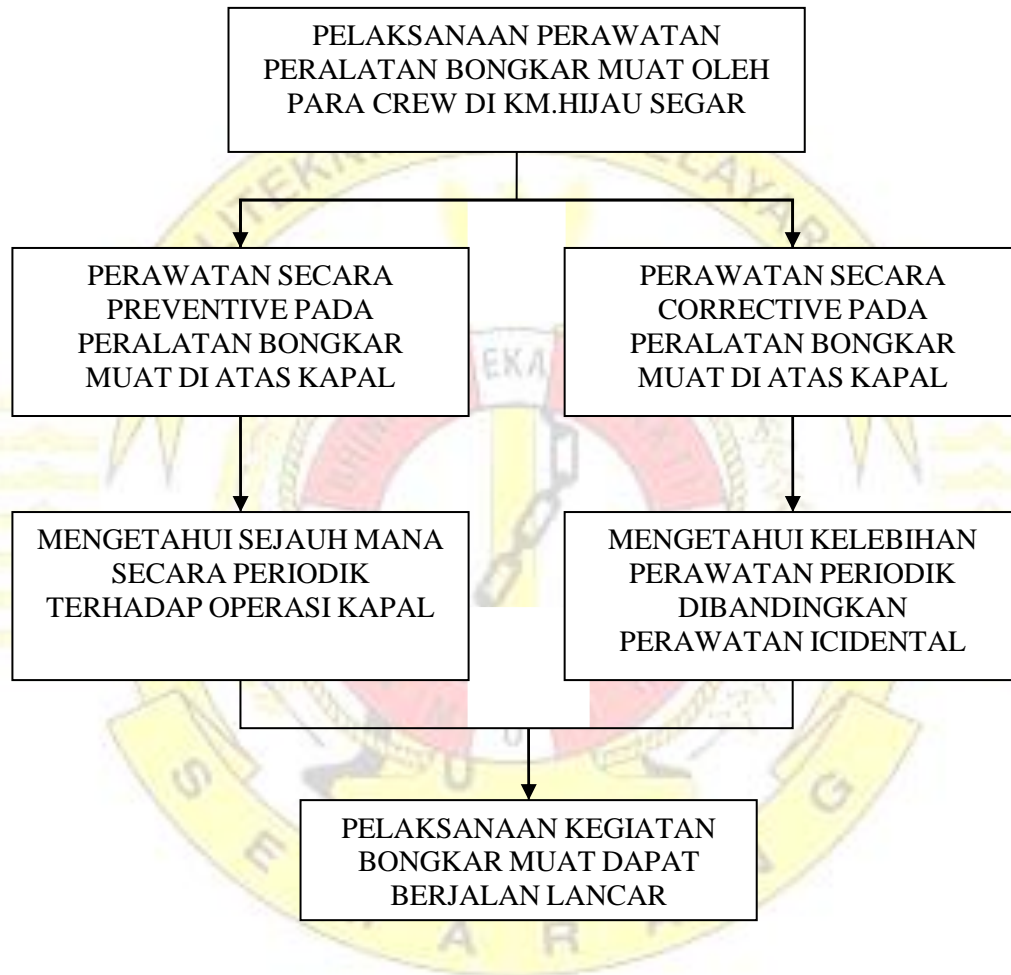 PELAKSANAAN PERAWATAN
PERALATAN BONGKAR MUAT OLEH
PARA CREW DI KM.HIJAU SEGAR
PERAWATAN SECARA
PREVENTIVE PADA
PERALATAN BONGKAR
MUAT DI ATAS KAPAL
PERAWATAN SECARA
CORRECTIVE PADA
PERALATAN BONGKAR
MUAT DI ATAS KAPAL
MENGETAHUI SEJAUH MANA
SECARA PERIODIK
TERHADAP OPERASI KAPAL
MENGETAHUI KELEBIHAN
PERAWATAN PERIODIK
DIBANDINGKAN
PERAWATAN ICIDENTAL
PELAKSANAAN KEGIATAN
BONGKAR MUAT DAPAT
BERJALAN LANCAR